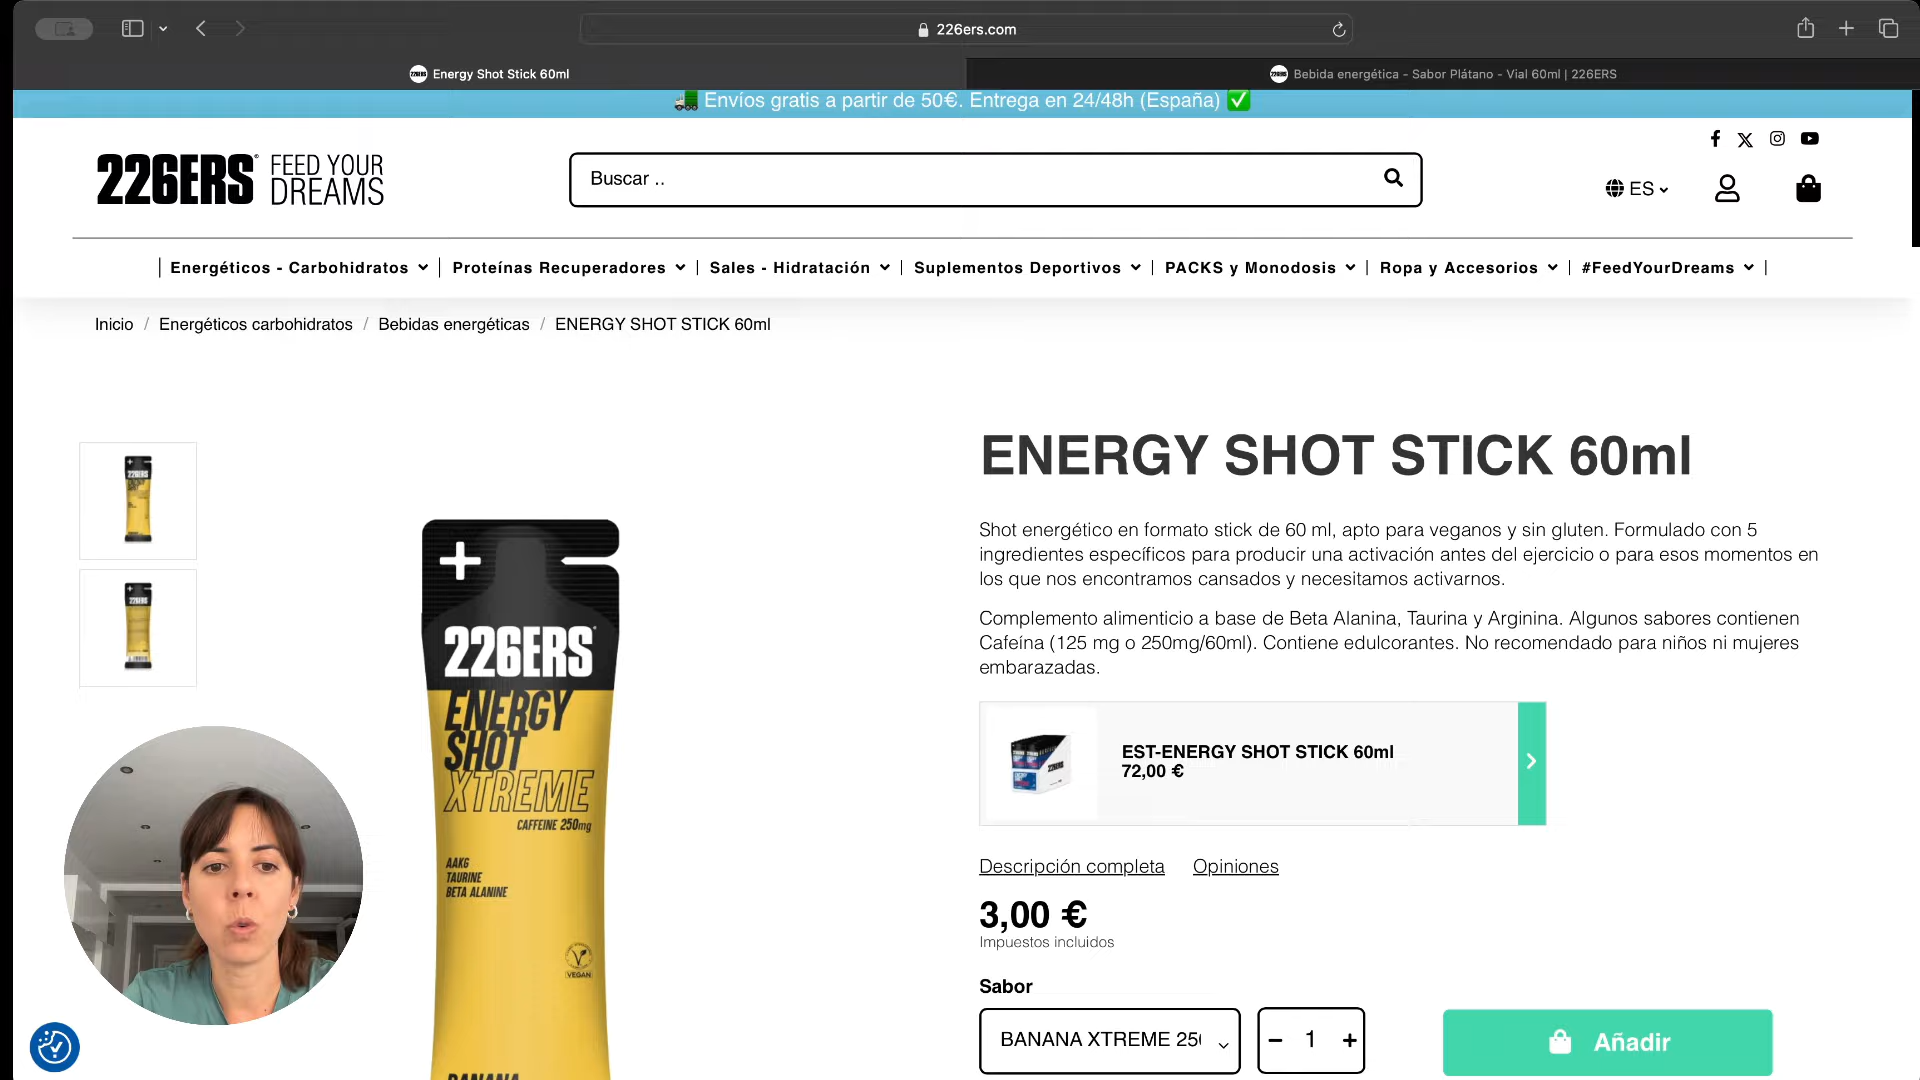 226ers.com
Energy Shot Stick 60ml
Bebida energética - Sabor Plátano - Vial 60ml | 226ERS
Envíos gratis a partir de 50€. Entrega en 24/48h (España)
226ERS FEED YOUR DREAMS
Buscar ..
ES
Energéticos - Carbohidratos | Proteínas Recuperadores | Sales - Hidratación | Suplementos Deportivos | PACKS y Monodosis | Ropa y Accesorios | #FeedYourDreams
Inicio / Energéticos carbohidratos / Bebidas energéticas / ENERGY SHOT STICK 60ml
226ERS
ENERGY
SHOT
XTREME
CAFFEINE 250mg
AAKG
TAURINE
BETA ALANINE
VEGAN
BANANA
ENERGY SHOT STICK 60ml
Shot energético en formato stick de 60 ml, apto para veganos y sin gluten. Formulado con 5
ingredientes específicos para producir una activación antes del ejercicio o para esos momentos en
los que nos encontramos cansados y necesitamos activarnos.
Complemento alimenticio a base de Beta Alanina, Taurina y Arginina. Algunos sabores contienen
Cafeína (125 mg o 250mg/60ml). Contiene edulcorantes. No recomendado para niños ni mujeres
embarazadas.
EST-ENERGY SHOT STICK 60ml
72,00 €
Descripción completa Opiniones
3,00 €
Impuestos incluidos
Sabor
BANANA XTREME 250
- 1 +
Añadir